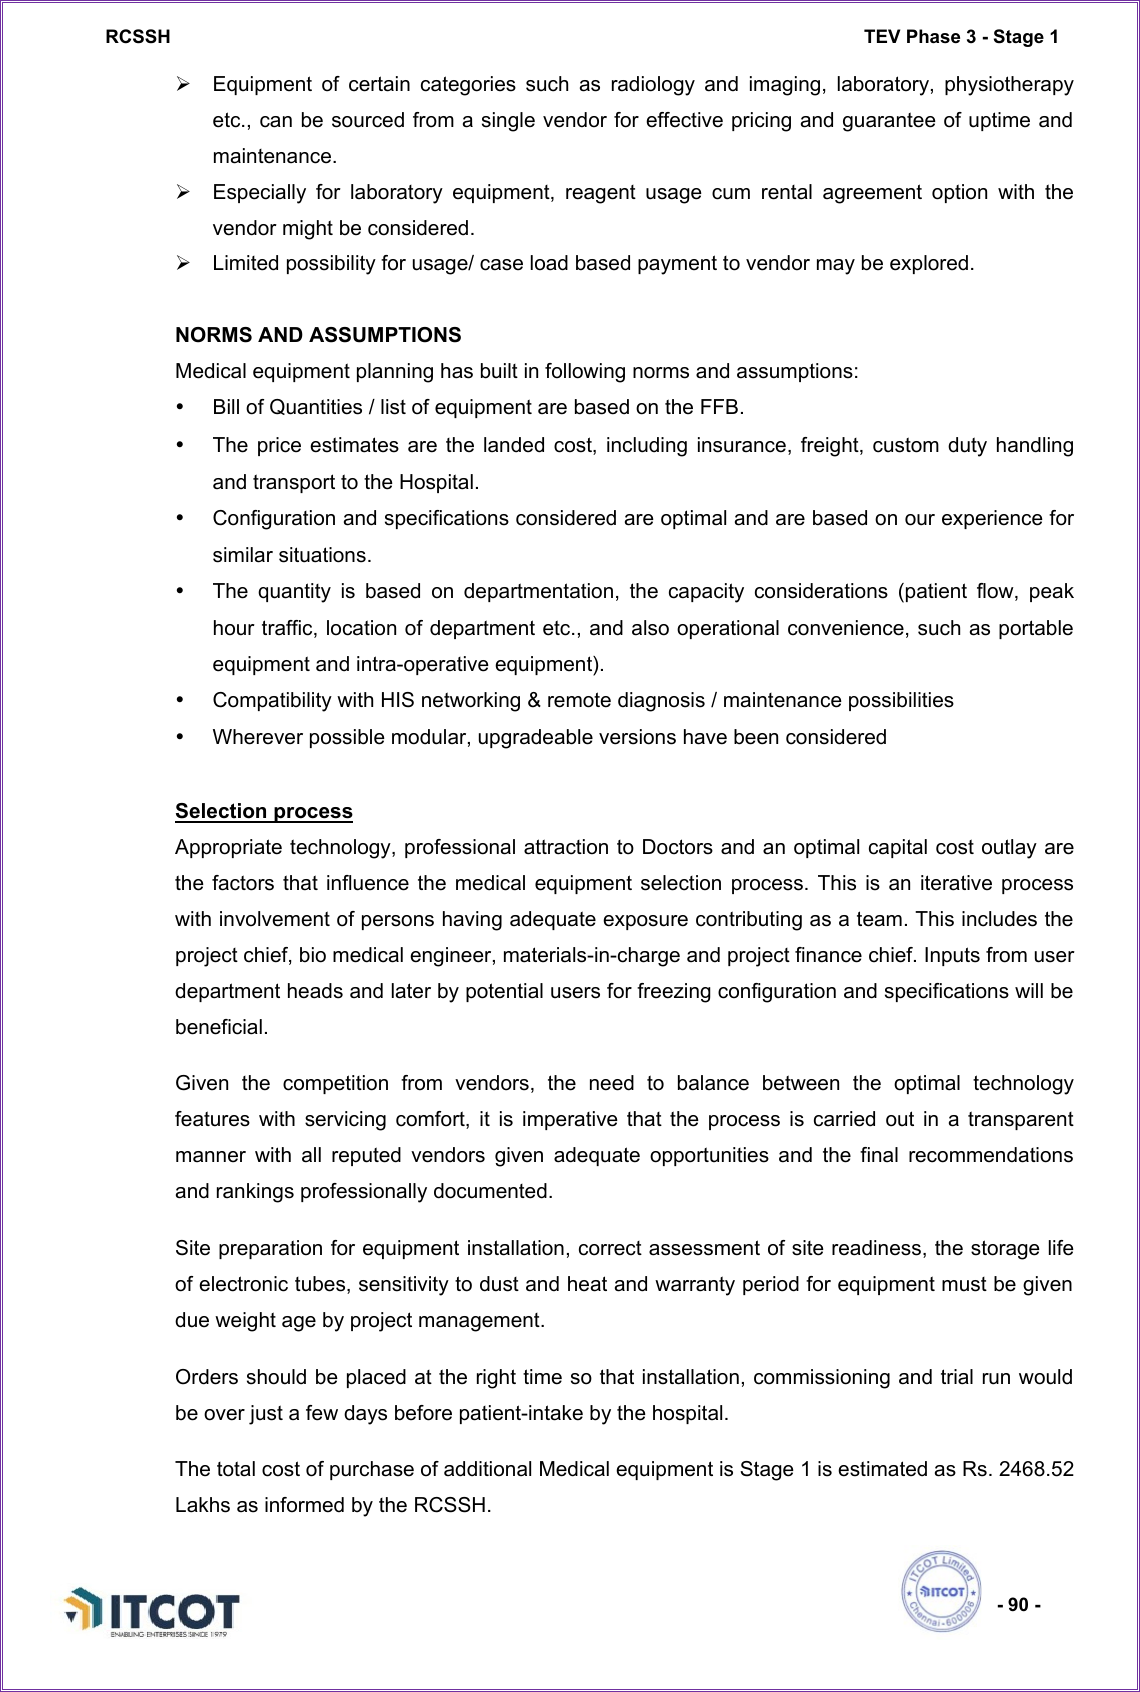 RCSSH TEV Phase 3 - Stage 1
➢ Equipment of certain categories such as radiology and imaging, laboratory, physiotherapy
etc., can be sourced from a single vendor for effective pricing and guarantee of uptime and
maintenance.
➢ Especially for laboratory equipment, reagent usage cum rental agreement option with the
vendor might be considered.
➢ Limited possibility for usage/ case load based payment to vendor may be explored.
NORMS AND ASSUMPTIONS
Medical equipment planning has built in following norms and assumptions:
• Bill of Quantities / list of equipment are based on the FFB.
• The price estimates are the landed cost, including insurance, freight, custom duty handling
and transport to the Hospital.
• Configuration and specifications considered are optimal and are based on our experience for
similar situations.
• The quantity is based on departmentation, the capacity considerations (patient flow, peak
hour traffic, location of department etc., and also operational convenience, such as portable
equipment and intra-operative equipment).
• Compatibility with HIS networking & remote diagnosis / maintenance possibilities
• Wherever possible modular, upgradeable versions have been considered
Selection process
Appropriate technology, professional attraction to Doctors and an optimal capital cost outlay are
the factors that influence the medical equipment selection process. This is an iterative process
with involvement of persons having adequate exposure contributing as a team. This includes the
project chief, bio medical engineer, materials-in-charge and project finance chief. Inputs from user
department heads and later by potential users for freezing configuration and specifications will be
beneficial.
Given the competition from vendors, the need to balance between the optimal technology
features with servicing comfort, it is imperative that the process is carried out in a transparent
manner with all reputed vendors given adequate opportunities and the final recommendations
and rankings professionally documented.
Site preparation for equipment installation, correct assessment of site readiness, the storage life
of electronic tubes, sensitivity to dust and heat and warranty period for equipment must be given
due weight age by project management.
Orders should be placed at the right time so that installation, commissioning and trial run would
be over just a few days before patient-intake by the hospital.
The total cost of purchase of additional Medical equipment is Stage 1 is estimated as Rs. 2468.52
Lakhs as informed by the RCSSH.
ITCOT
ENABLING ENTERPRISES SINCE 1979
ITCOT Limited
ITCOT
Chennai-600006
- 90 -